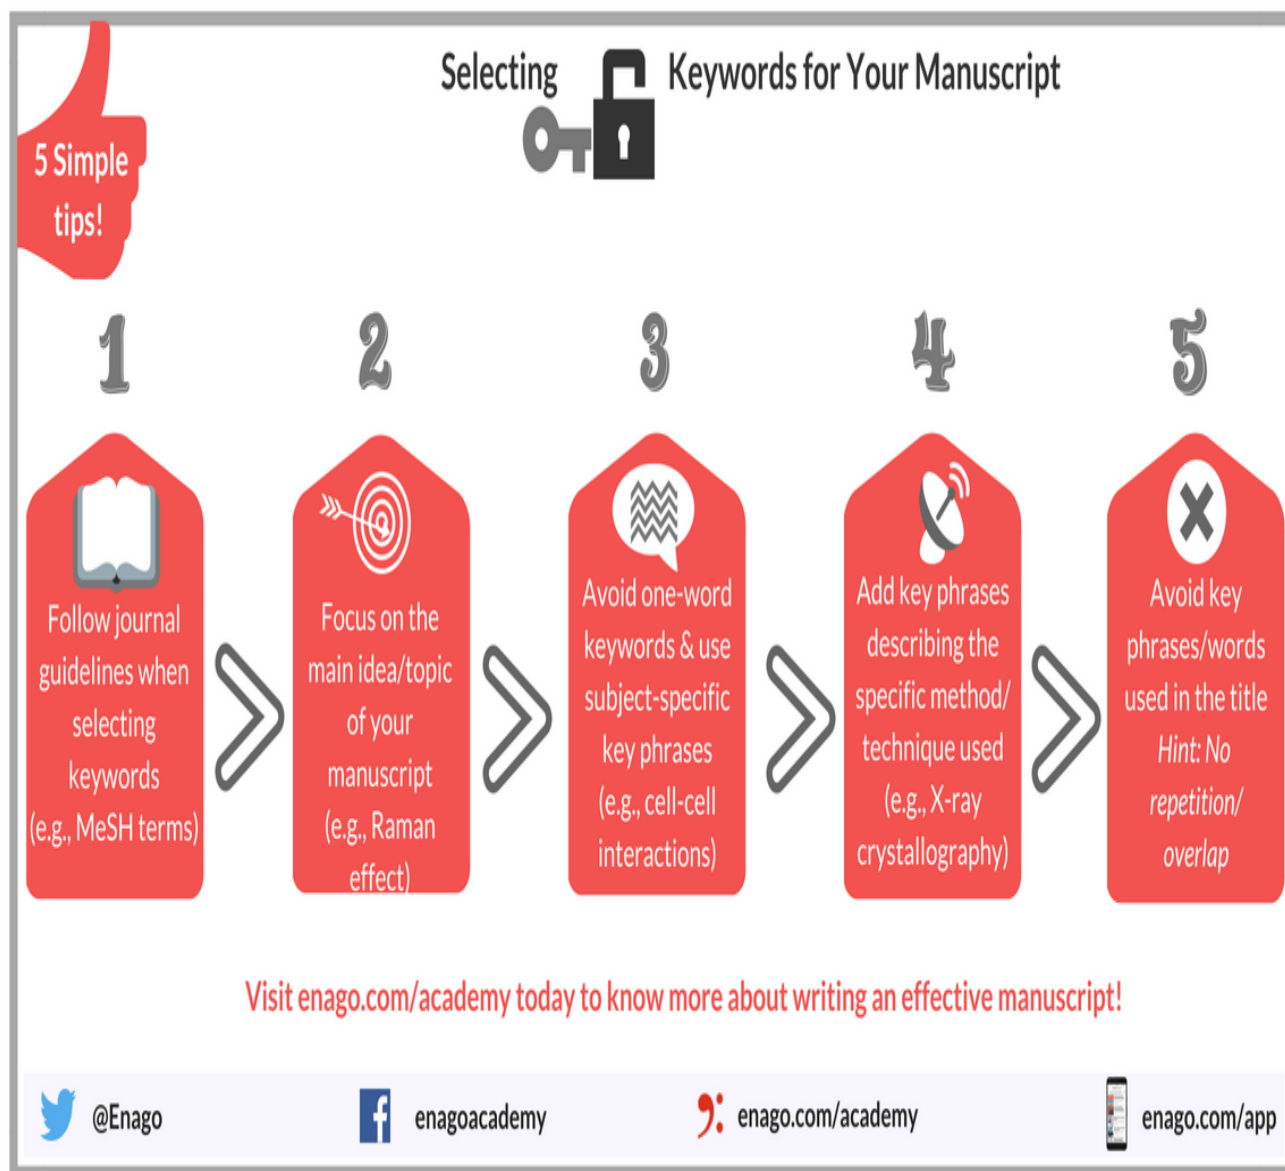 Selecting Keywords for Your Manuscript
5 Simple
tips!
1
Follow journal
guidelines when
selecting
keywords
(e.g., MeSH terms)
2
Focus on the
main idea/topic
of your
manuscript
(e.g., Raman
effect)
3
Avoid one-word
keywords & use
subject-specific
key phrases
(e.g., cell-cell
interactions)
4
Add key phrases
describing the
specific method/
technique used
(e.g., X-ray
crystallography)
5
Avoid key
phrases/words
used in the title
Hint: No
repetition/
overlap
Visit enago.com/academy today to know more about writing an effective manuscript!
@Enago
enagoacademy
enago.com/academy
enago.com/app